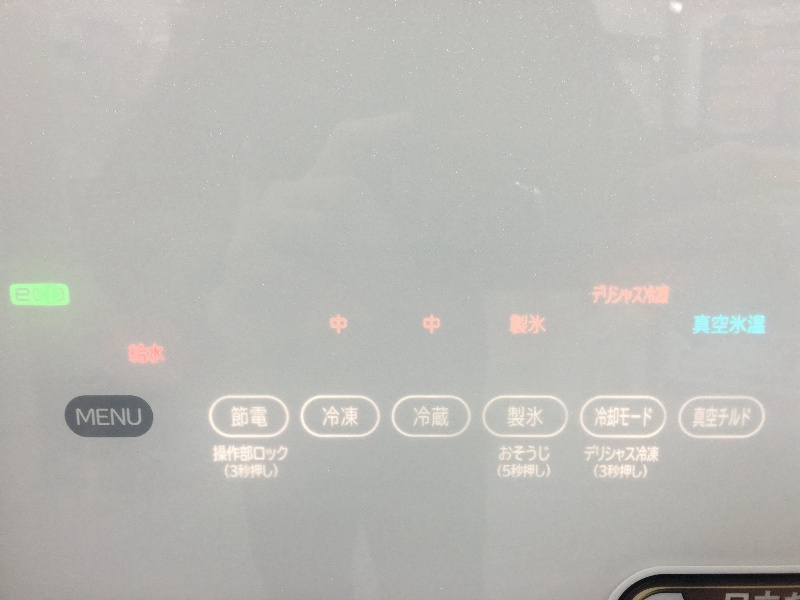 eco
デリシャス冷凍
中
中
製氷
真空氷温
給水
MENU
節電
冷凍
冷蔵
製氷
冷却モード
真空チルド
操作部ロック
(3秒押し)
おそうじ
(5秒押し)
デリシャス冷凍
(3秒押し)